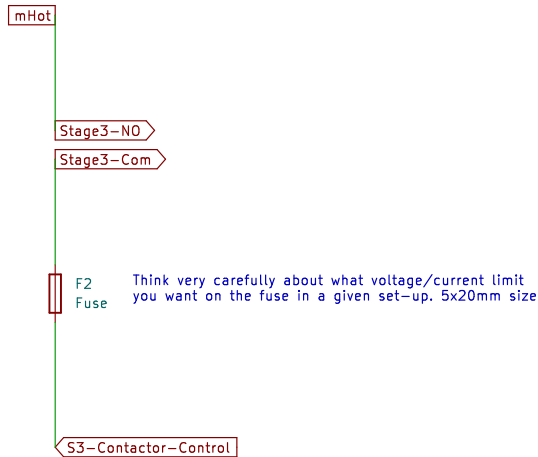 mHot
Stage3-NO
Stage3-Com
F2
Fuse
Think very carefully about what voltage/current limit
you want on the fuse in a given set-up. 5x20mm size
S3-Contactor-Control